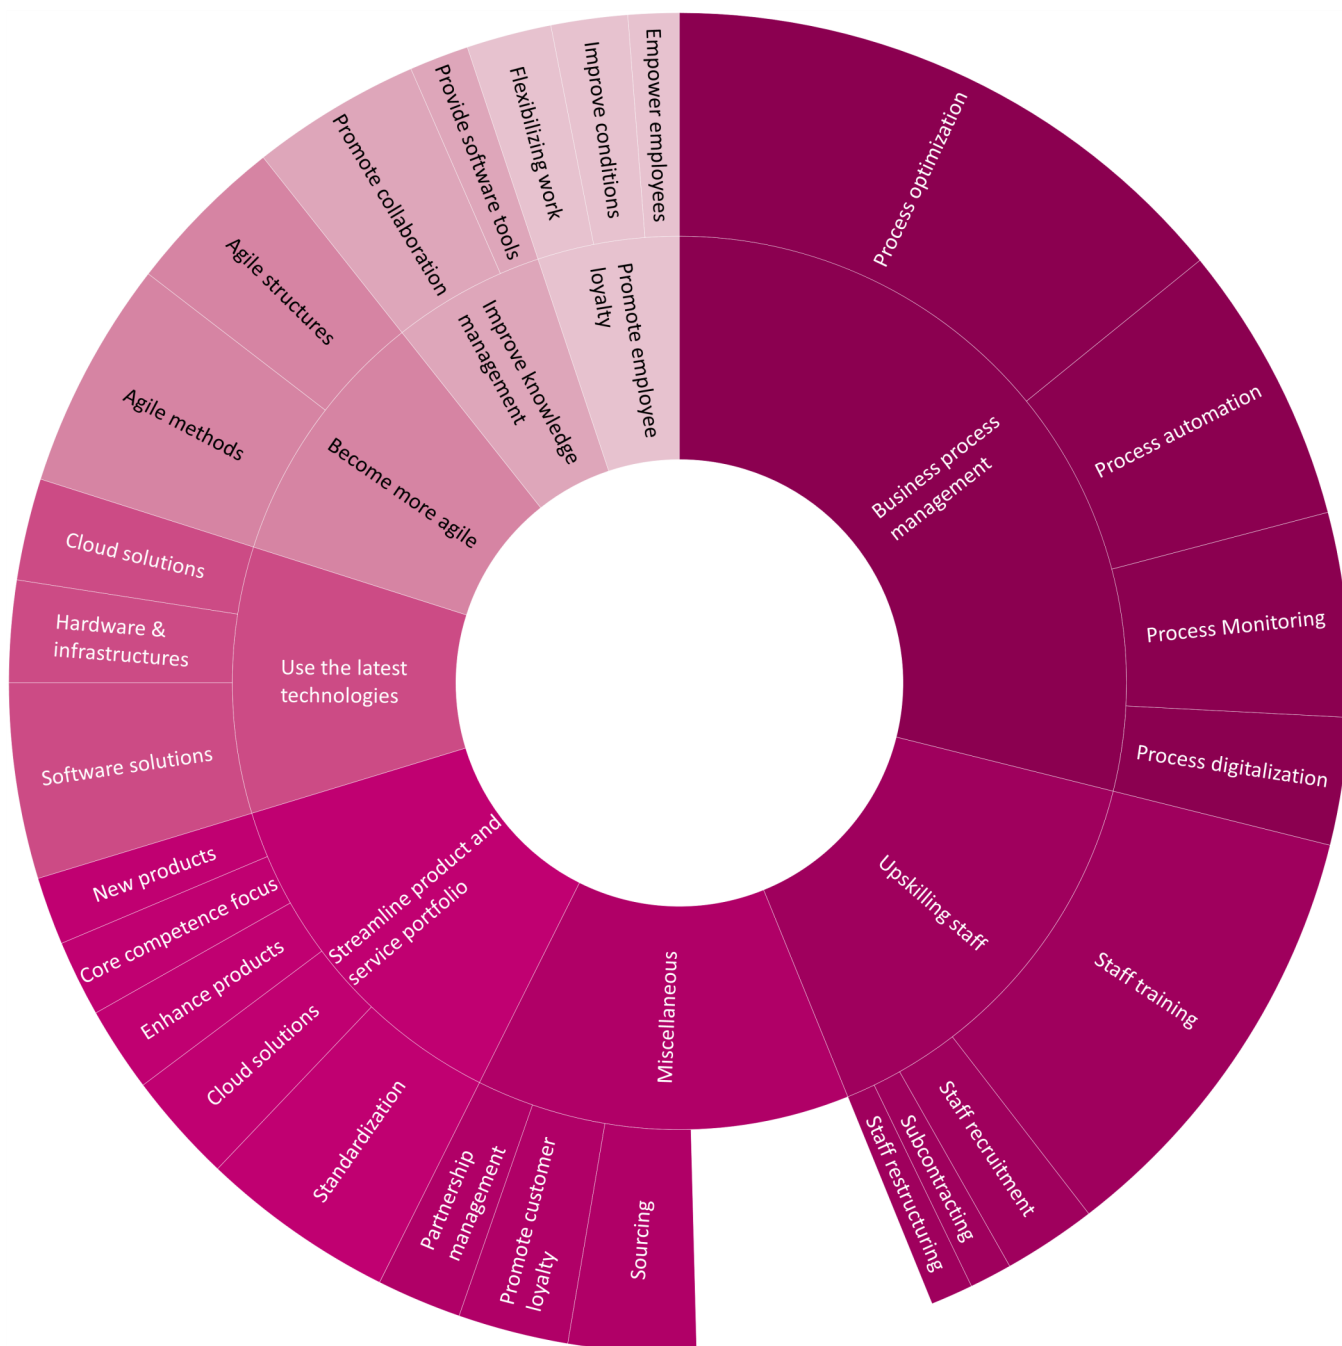 Process optimization
Process automation
Process Monitoring
Process digitalization
Business process
management
Staff training
Staff recruitment
Subcontracting
Staff restructuring
Upskilling staff
Miscellaneous
Sourcing
Promote customer
loyalty
Partnership
management
Streamline product and
service portfolio
Standardization
Cloud solutions
Enhance products
Core competence focus
New products
Use the latest
technologies
Software solutions
Hardware &
infrastructures
Cloud solutions
Become more agile
Agile methods
Agile structures
Improve knowledge
management
Promote collaboration
Provide software tools
Promote employee
loyalty
Flexibilizing work
Improve conditions
Empower employees